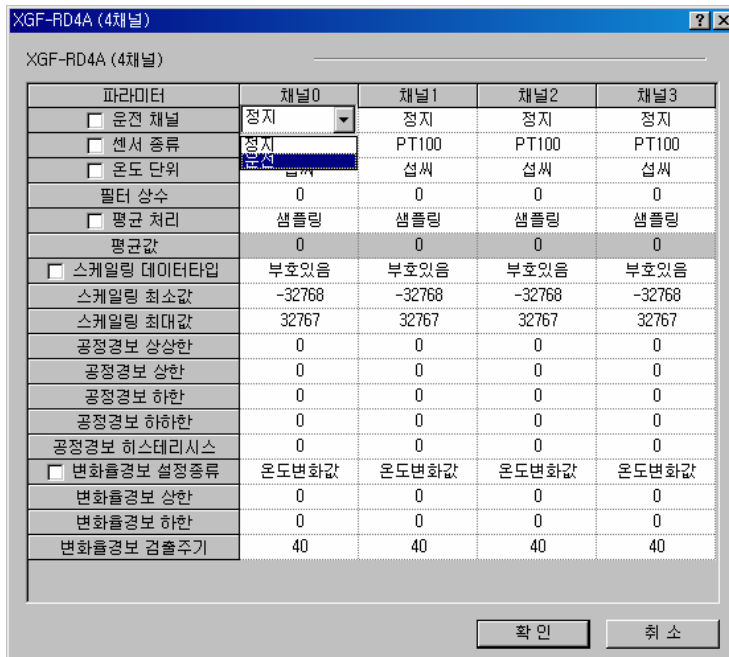 XGF-RD4A (4채널)
XGF-RD4A (4채널)
파라미터 채널0 채널1 채널2 채널3
운전 채널 정지 정지 정지 정지
정지
운전
센서 종류 PT100 PT100 PT100
온도 단위 섭씨 섭씨 섭씨 섭씨
필터 상수 0 0 0 0
평균 처리 샘플링 샘플링 샘플링 샘플링
평균값 0 0 0 0
스케일링 데이터타입 부호있음 부호있음 부호있음 부호있음
스케일링 최소값 -32768 -32768 -32768 -32768
스케일링 최대값 32767 32767 32767 32767
공정경보 상상한 0 0 0 0
공정경보 상한 0 0 0 0
공정경보 하한 0 0 0 0
공정경보 하하한 0 0 0 0
공정경보 히스테리시스 0 0 0 0
변화율경보 설정종류 온도변화값 온도변화값 온도변화값 온도변화값
변화율경보 상한 0 0 0 0
변화율경보 하한 0 0 0 0
변화율경보 검출주기 40 40 40 40
확 인 취 소